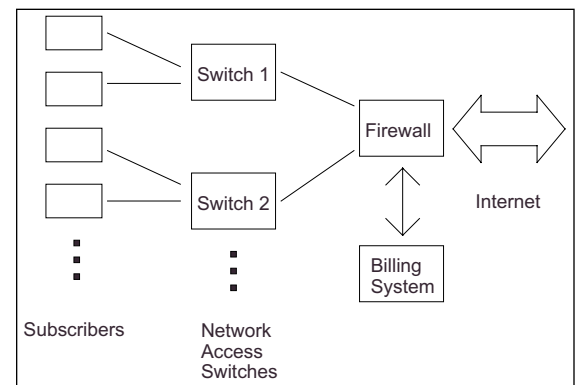 Switch 1
Firewall
Switch 2
Internet
Billing
System
Subscribers
Network
Access
Switches